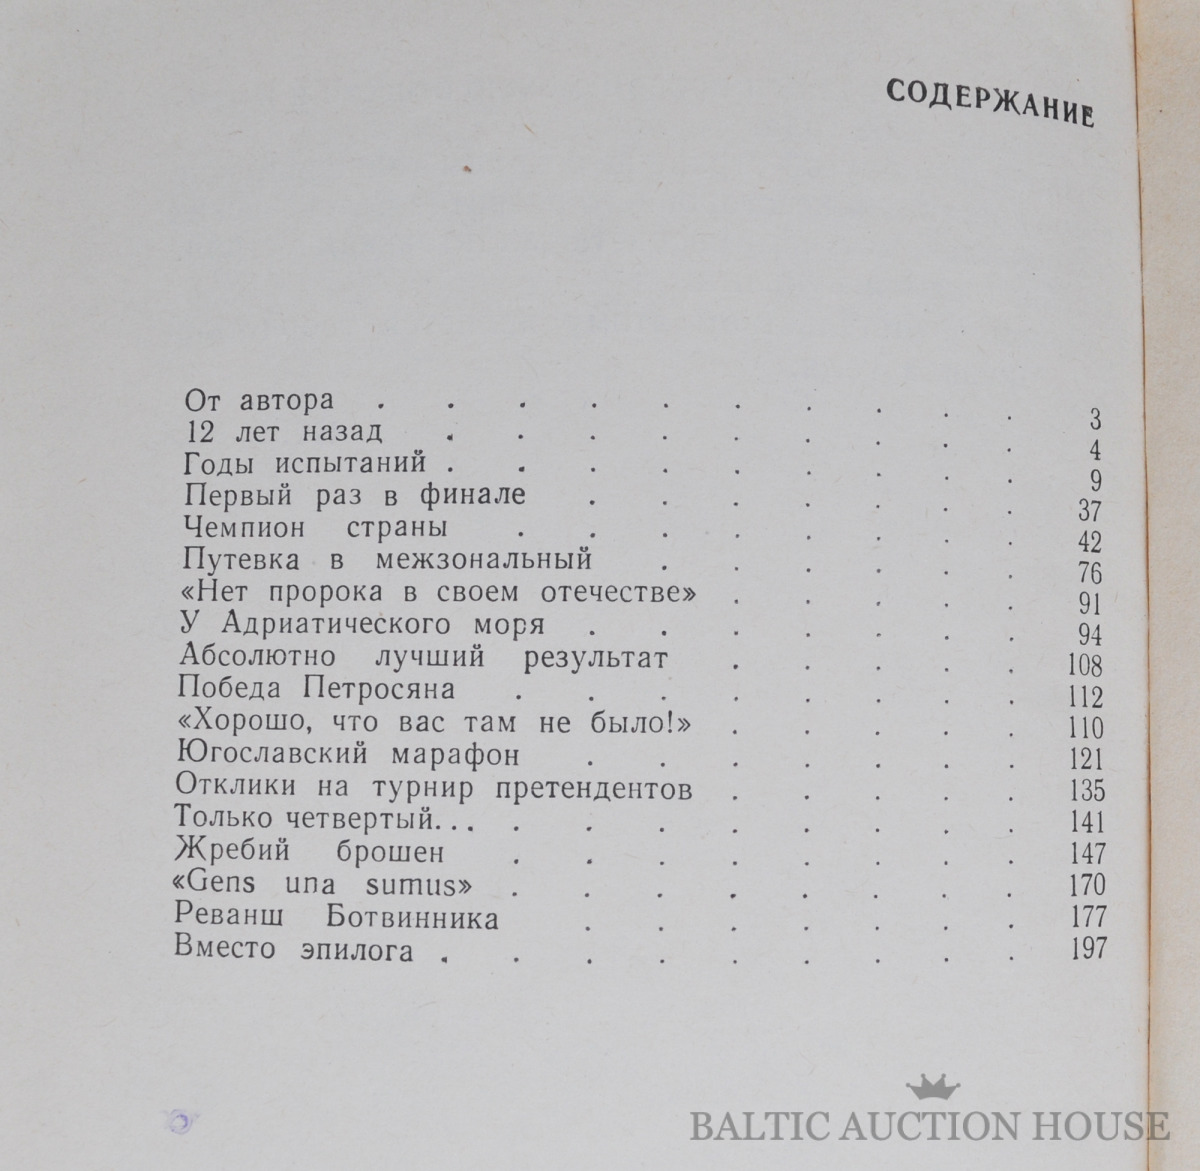 СОДЕРЖАНИЕ
От автора . . . . . . . . . . 3
12 лет назад . . . . . . . . . 4
Годы испытаний . . . . . . . . . 9
Первый раз в финале . . . . . . . 37
Чемпион страны . . . . . . . . 42
Путевка в межзональный . . . . . . 76
«Нет пророка в своем отечестве» . . . . . 91
У Адриатического моря . . . . . . . 94
Абсолютно лучший результат . . . . . 108
Победа Петросяна . . . . . . . . 112
«Хорошо, что вас там не было!» . . . . . 110
Югославский марафон . . . . . . . 121
Отклики на турнир претендентов . . . . . 135
Только четвертый... . . . . . . . . 141
Жребий брошен . . . . . . . . 147
«Gens una sumus» . . . . . . . . 170
Реванш Ботвинника . . . . . . . 177
Вместо эпилога . . . . . . . . . 197
BALTIC AUCTION HOUSE